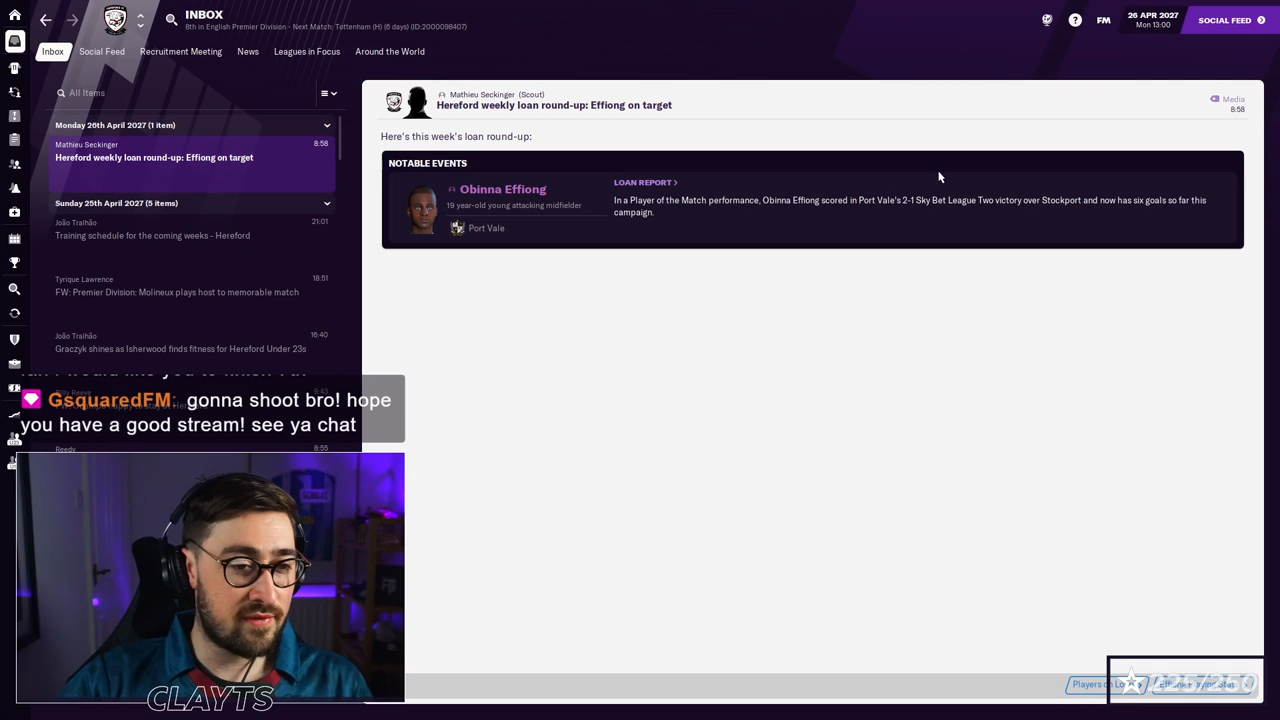 INBOX
8th in English Premier Division - Next Match: Tottenham (H) (6 days) (ID:2000098407)
FM
26 APR 2027
Mon 13:00
SOCIAL FEED
Inbox
Social Feed
Recruitment Meeting
News
Leagues in Focus
Around the World
All Items
Monday 26th April 2027 (1 item)
Mathieu Seckinger
8:58
Hereford weekly loan round-up: Effiong on target
Sunday 25th April 2027 (5 items)
João Tralhão
21:01
Training schedule for the coming weeks - Hereford
Tyrique Lawrence
18:51
FW: Premier Division: Molineux plays host to memorable match
João Tralhão
16:40
Graczyk shines as Isherwood finds fitness for Hereford Under 23s
GsquaredFM: gonna shoot bro! hope
you have a good stream! see ya chat
Reedy
8:55
Mathieu Seckinger (Scout)
Hereford weekly loan round-up: Effiong on target
Media
8:58
Here's this week's loan round-up:
NOTABLE EVENTS
Obinna Effiong
19 year-old young attacking midfielder
Port Vale
LOAN REPORT >
In a Player of the Match performance, Obinna Effiong scored in Port Vale's 2-1 Sky Bet League Two victory over Stockport and now has six goals so far this
campaign.
CLAYTS
Players on
225/250